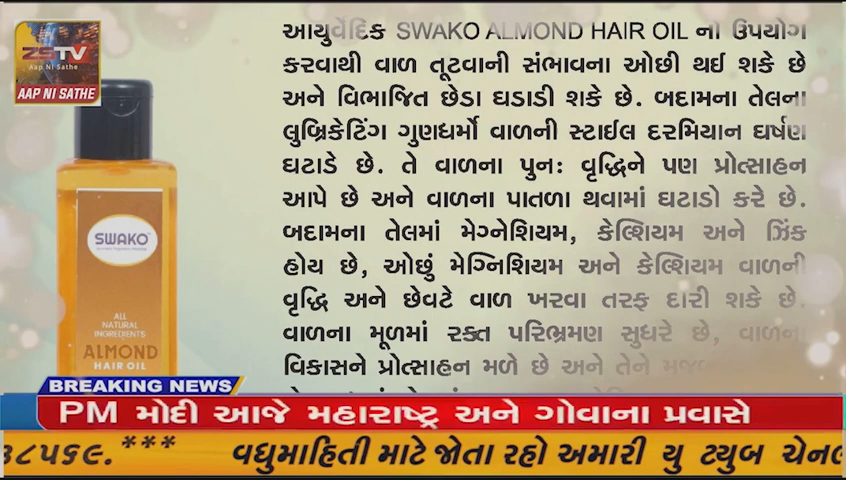 ZSTV
Aap Ni Sathe
AAP NI SATHE
આયુર્વેદિક SWAKO ALMOND HAIR OIL નો ઉપયોગ
કરવાથી વાળ તૂટવાની સંભાવના ઓછી થઈ શકે છે
અને વિભાજિત છેડા ઘડાડી શકે છે. બદામના તેલના
લુબ્રિકેટિંગ ગુણધર્મો વાળની સ્ટાઈલ દરમિયાન ઘર્ષણ
ઘટાડે છે. તે વાળના પુનઃ વૃદ્ધિને પણ પ્રોત્સાહન
આપે છે અને વાળના પાતળા થવામાં ઘટાડો કરે છે.
બદામના તેલમાં મેગ્નેશિયમ, કેલ્શિયમ અને ઝિંક
હોય છે, ઓછું મેગ્નિશિયમ અને કેલ્શિયમ વાળની
વૃદ્ધિ અને છેવટે વાળ ખરવા તરફ દારી શકે છે.
વાળના મૂળમાં રક્ત પરિભ્રમણ સુધરે છે, વાળના
વિકાસને પ્રોત્સાહન મળે છે અને તેને
SWAKO
ALL
NATURAL
INGREDIENTS
ALMOND
HAIR OIL
BREAKING NEWS
PM મોદી આજે મહારાષ્ટ્ર અને ગોવાના પ્રવાસે
૩૮૫૬૯.*** વધુમાહિતી માટે જોતા રહો અમારી યુ ટ્યુબ ચેનલ